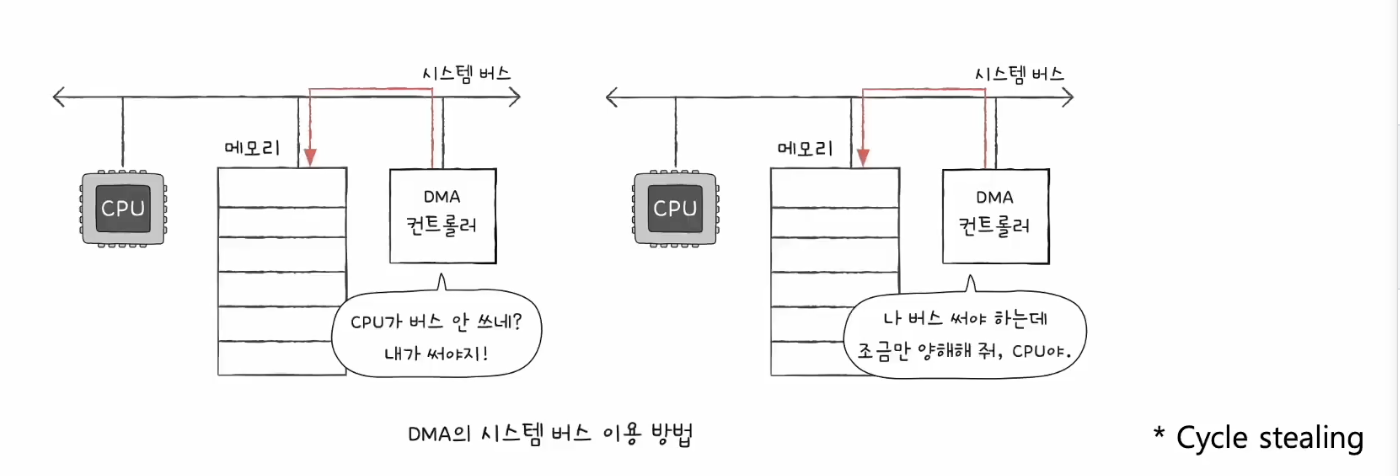 시스템 버스
메모리
CPU
DMA
컨트롤러
CPU가 버스 안 쓰네?
내가 써야지!
시스템 버스
메모리
CPU
DMA
컨트롤러
나 버스 써야 하는데
조금만 양해해 줘, CPU야.
DMA의 시스템 버스 이용 방법
* Cycle stealing